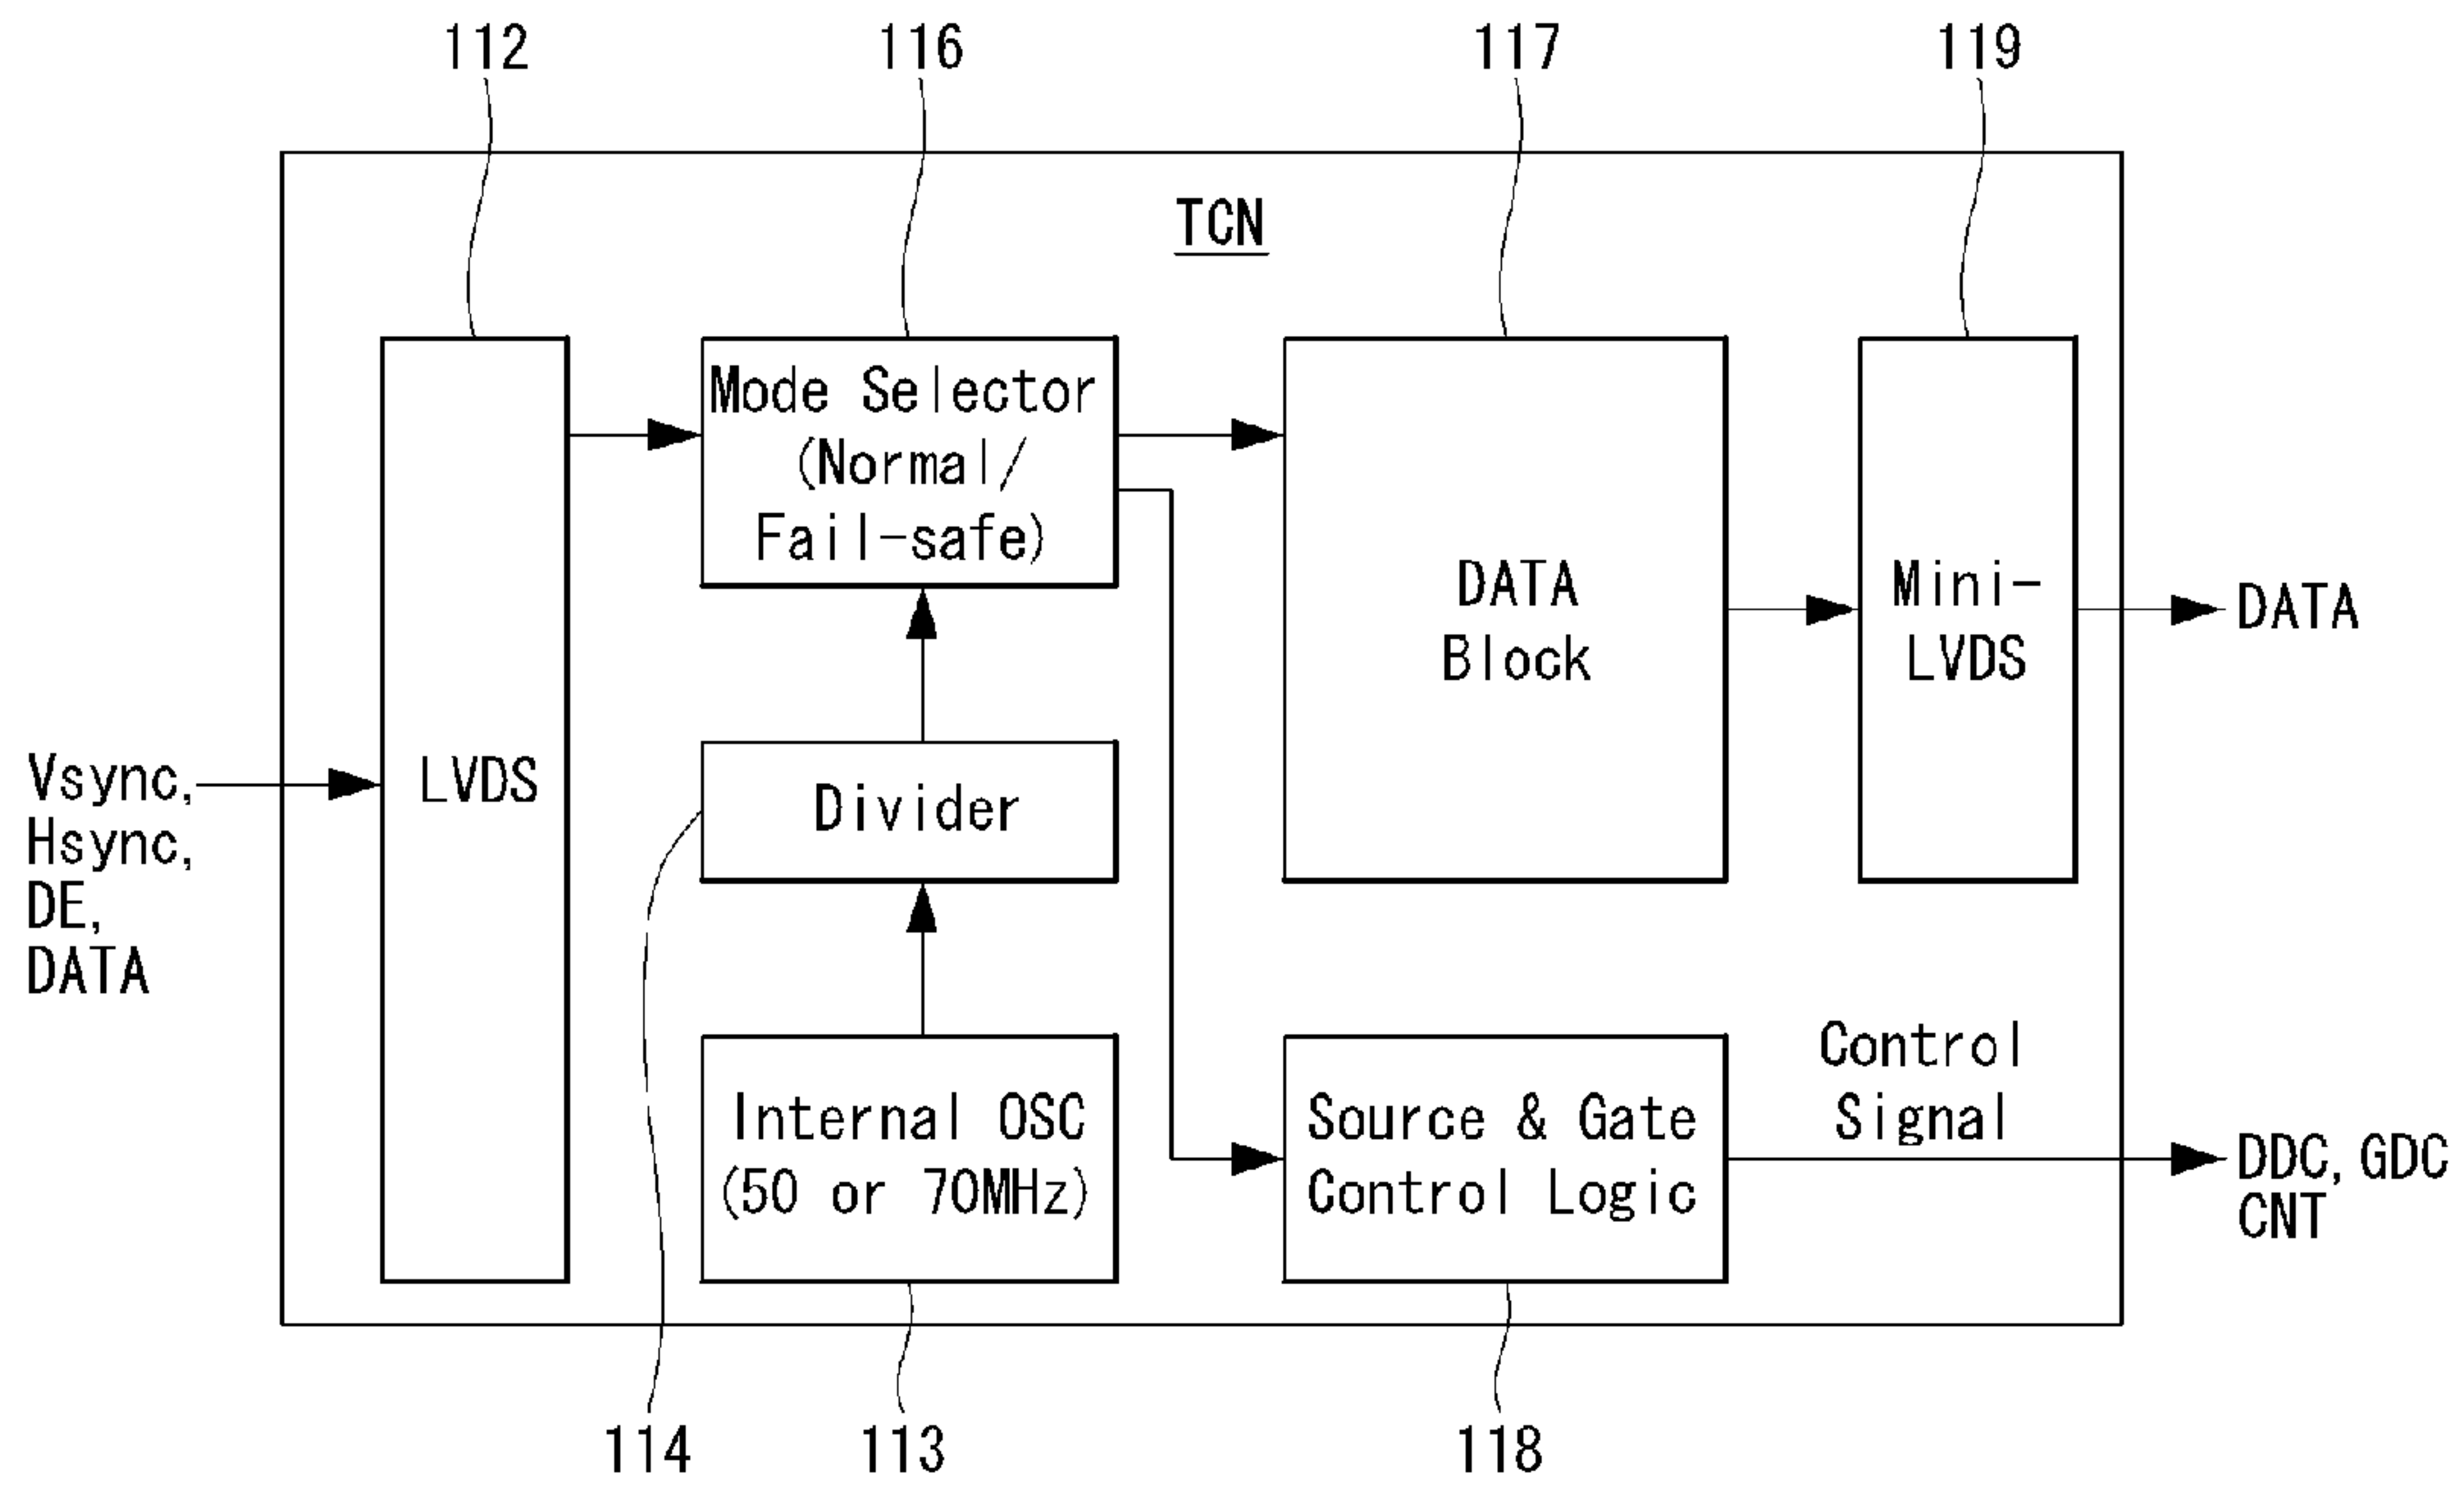 112
116
117
119
TCN
Mode Selector
(Normal/
Fail-safe)
DATA
Block
Mini-
LVDS
DATA
Vsync,
Hsync,
DE,
DATA
LVDS
Divider
Internal OSC
(50 or 70MHz)
Source & Gate
Control Logic
Control
Signal
DDC, GDC
CNT
114
113
118